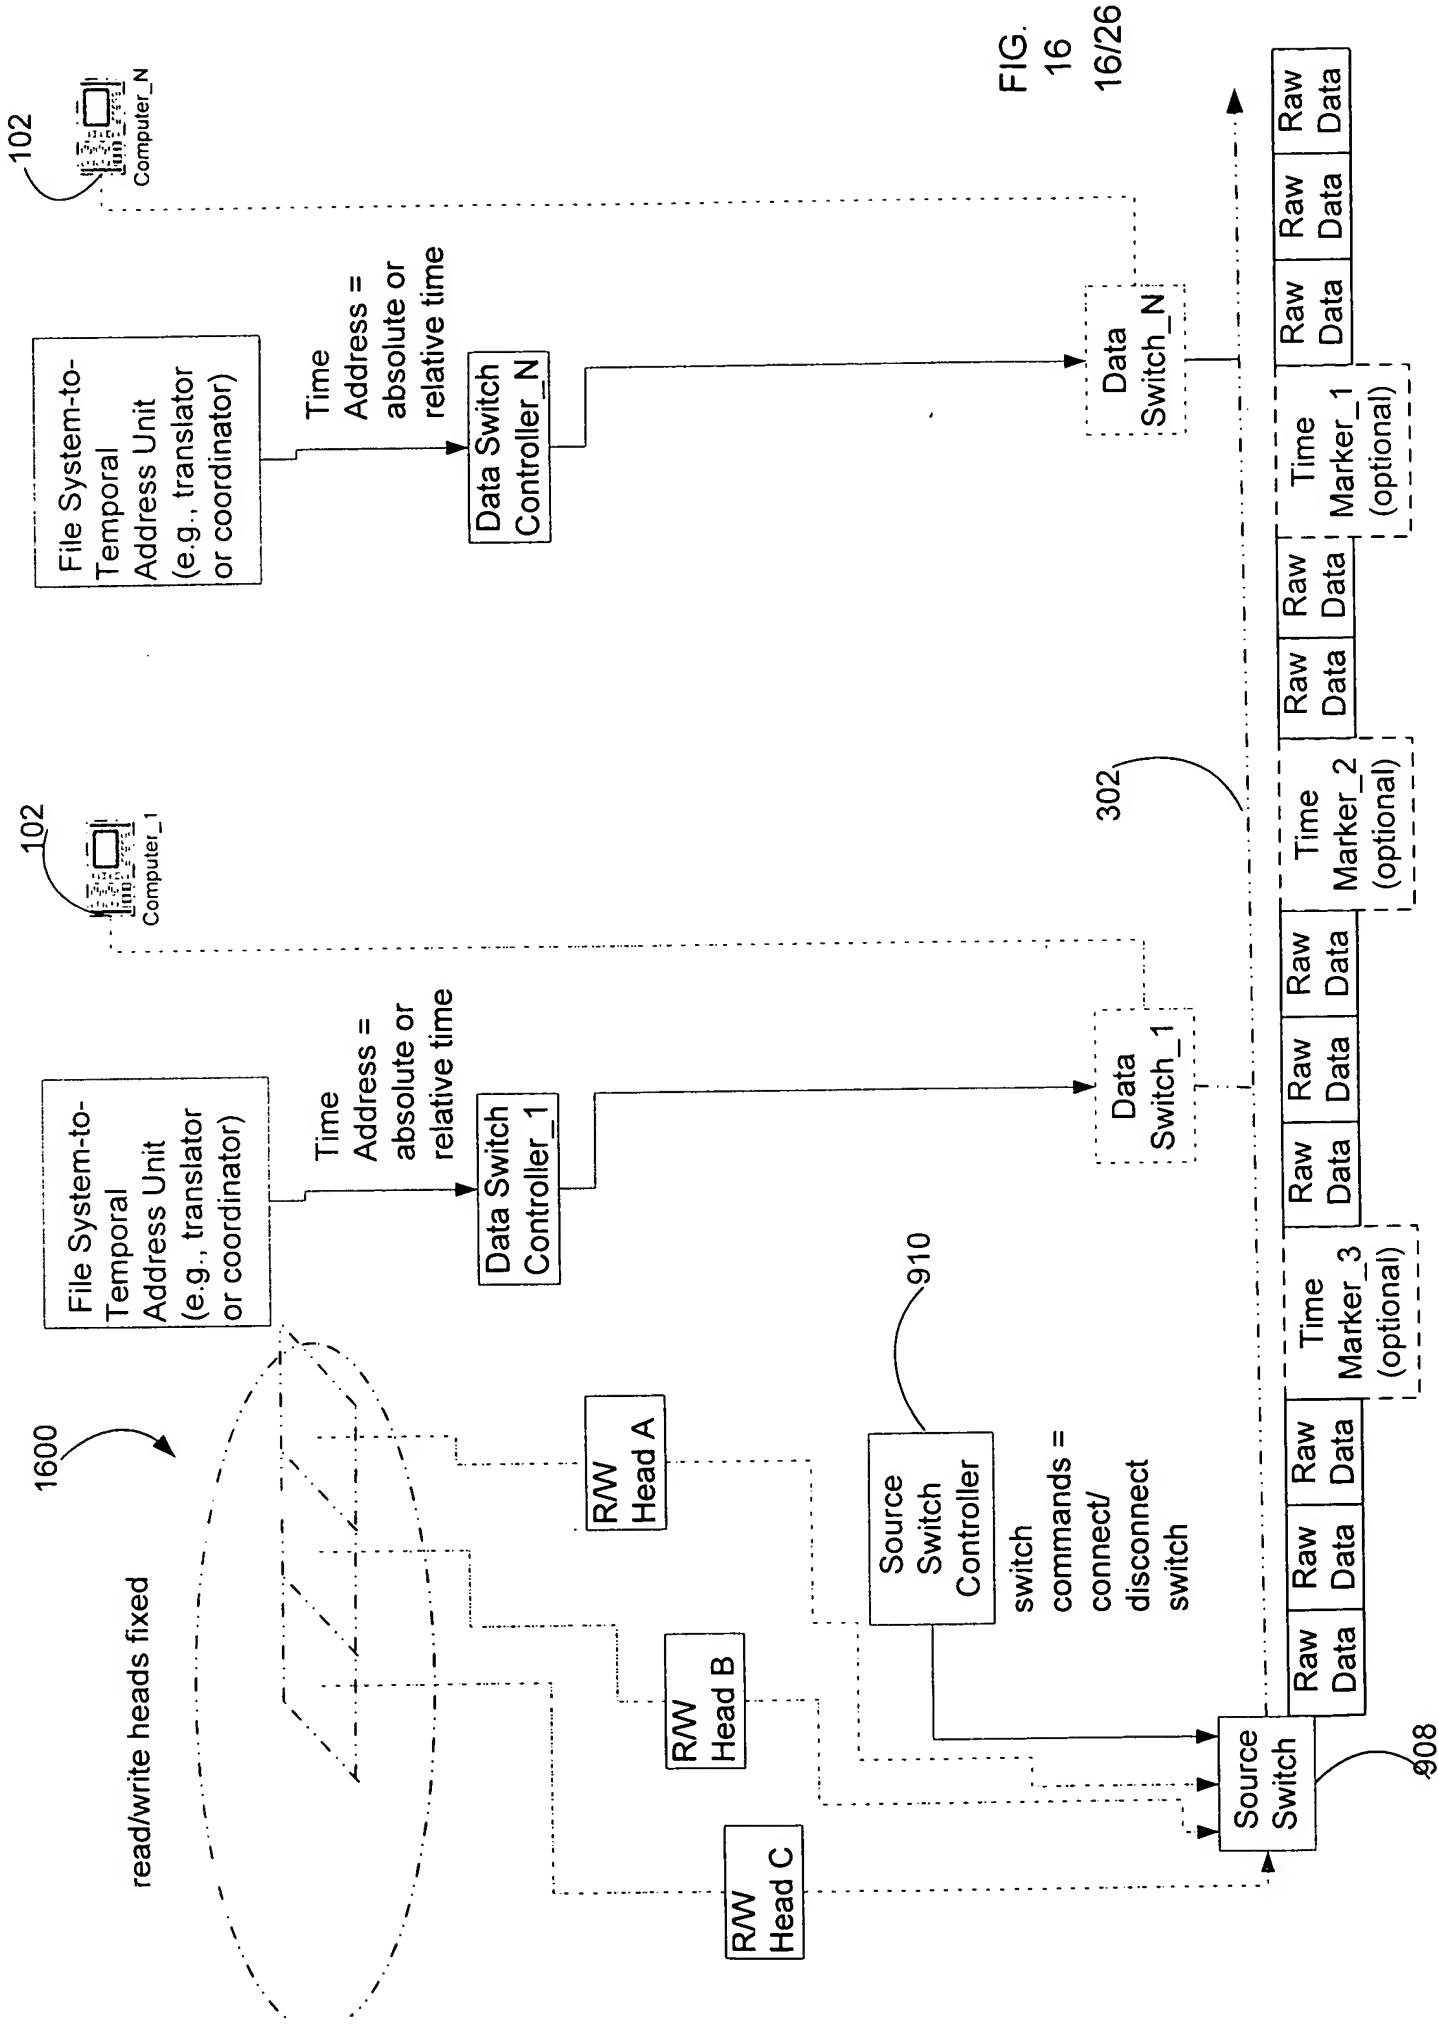 read/write heads fixed
1600
File System-to-
Temporal
Address Unit
(e.g., translator
or coordinator)
102
Computer_1
File System-to-
Temporal
Address Unit
(e.g., translator
or coordinator)
102
Computer_N
Time
Address =
absolute or
relative time
Time
Address =
absolute or
relative time
Data Switch
Controller_1
Data Switch
Controller_N
R/W
Head A
R/W
Head B
R/W
Head C
910
Source
Switch
Controller
switch
commands =
connect/
disconnect
switch
Data
Switch_1
302
Data
Switch_N
FIG.
16
16/26
Source
Switch
908
Raw
Data
Raw
Data
Raw
Data
Time
Marker_3
(optional)
Raw
Data
Raw
Data
Raw
Data
Time
Marker_2
(optional)
Raw
Data
Raw
Data
Time
Marker_1
(optional)
Raw
Data
Raw
Data
Raw
Data